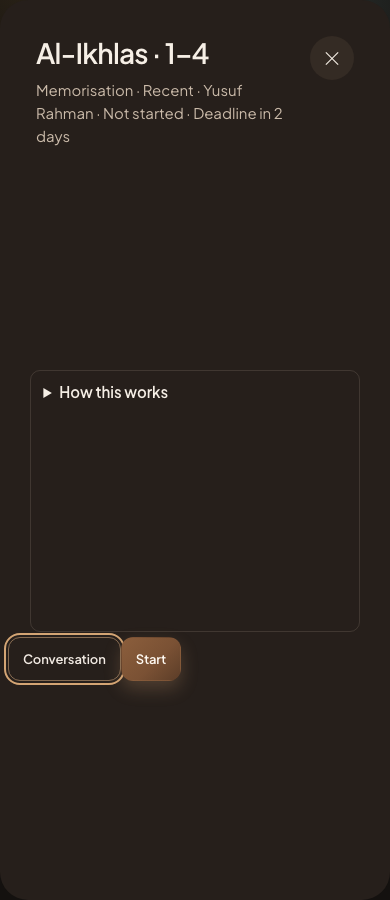 Al-Ikhlas · 1–4
Memorisation · Recent · Yusuf
Rahman · Not started · Deadline in 2
days
How this works
Conversation
Start